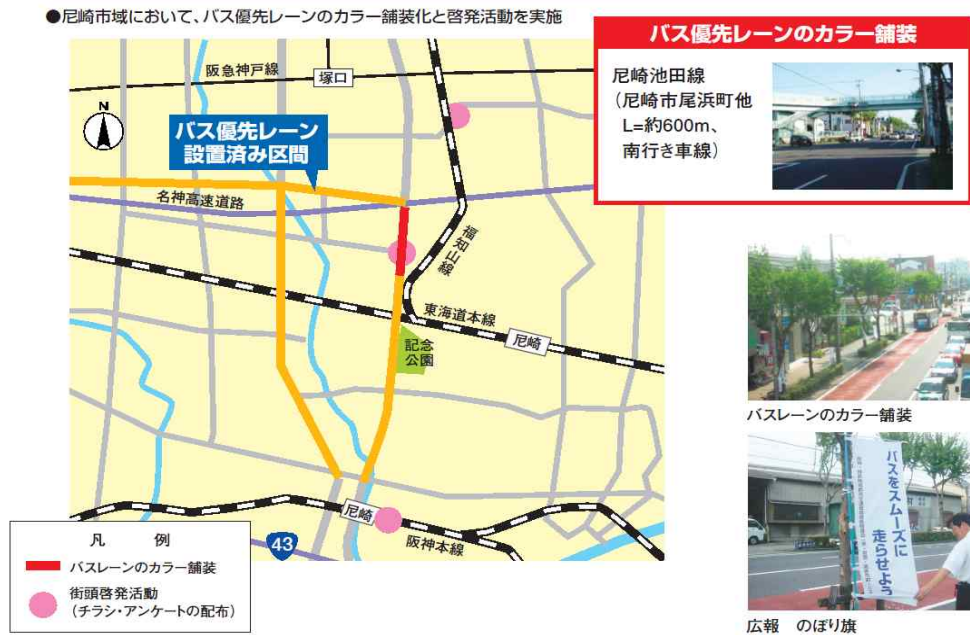 ●尼崎市域において、バス優先レーンのカラー舗装化と啓発活動を実施
バス優先レーンのカラー舗装
尼崎池田線
(尼崎市尾浜町他
L=約600m、
南行き車線)
阪急神戸線
塚口
N
バス優先レーン
設置済み区間
名神高速道路
福知山線
東海道本線
尼崎
記念
公園
尼崎
阪神本線
43
凡 例
バスレーンのカラー舗装
街頭啓発活動
(チラシ・アンケートの配布)
バスレーンのカラー舗装
バスをスムーズに
走らせよう
広報 のぼり旗